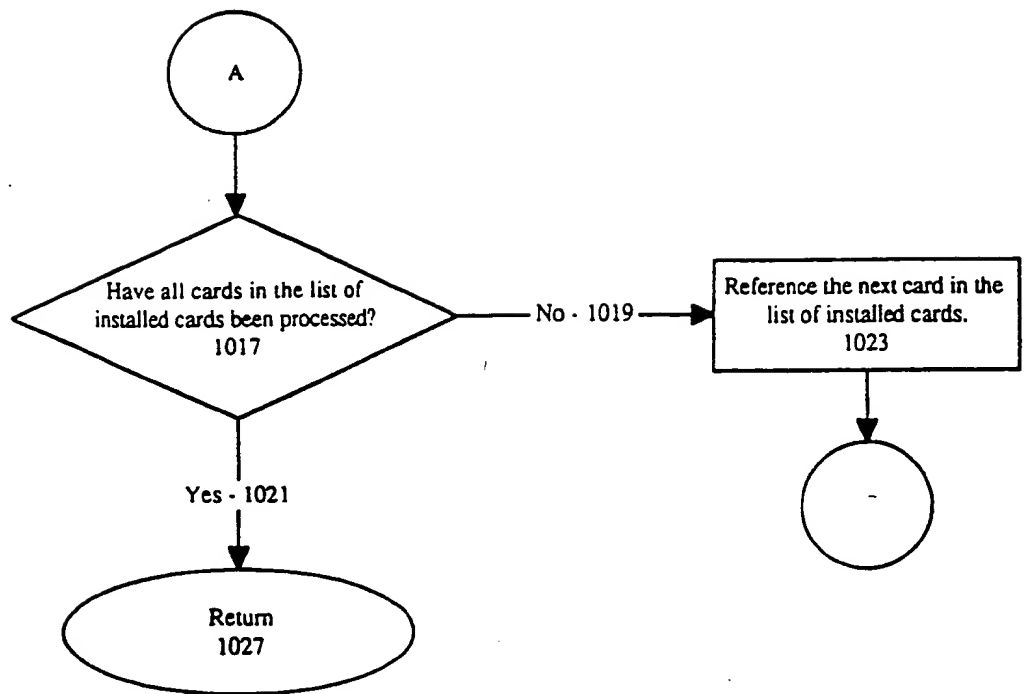 A
Have all cards in the list of
installed cards been processed?
1017
No - 1019
Reference the next card in the
list of installed cards.
1023
Yes - 1021
Return
1027